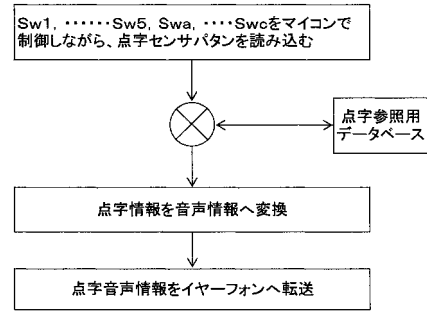 Sw1, ・・・・・・Sw5, Swa, ・・・・Swcをマイコンで
制御しながら、点字センサパタンを読み込む
点字参照用
データベース
点字情報を音声情報へ変換
点字音声情報をイヤーフォンへ転送